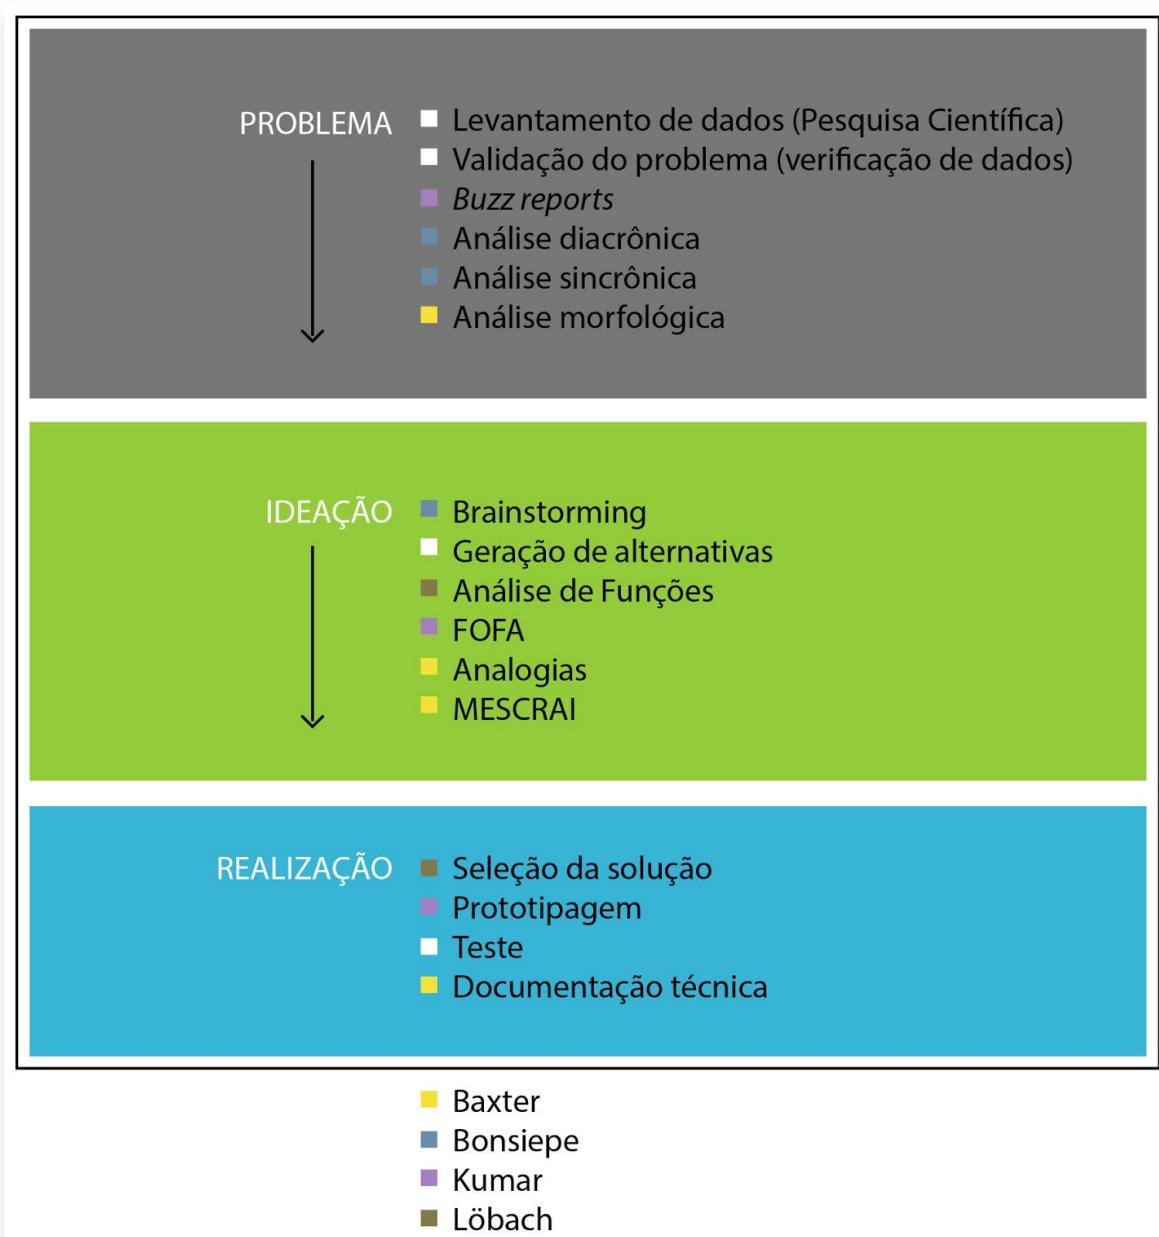 PROBLEMA
Levantamento de dados (Pesquisa Científica)
Validação do problema (verificação de dados)
Buzz reports
Análise diacrônica
Análise sincrônica
Análise morfológica
IDEAÇÃO
Brainstorming
Geração de alternativas
Análise de Funções
FOFA
Analogias
MESCRAI
REALIZAÇÃO
Seleção da solução
Prototipagem
Teste
Documentação técnica
Baxter
Bonsiepe
Kumar
Löbach